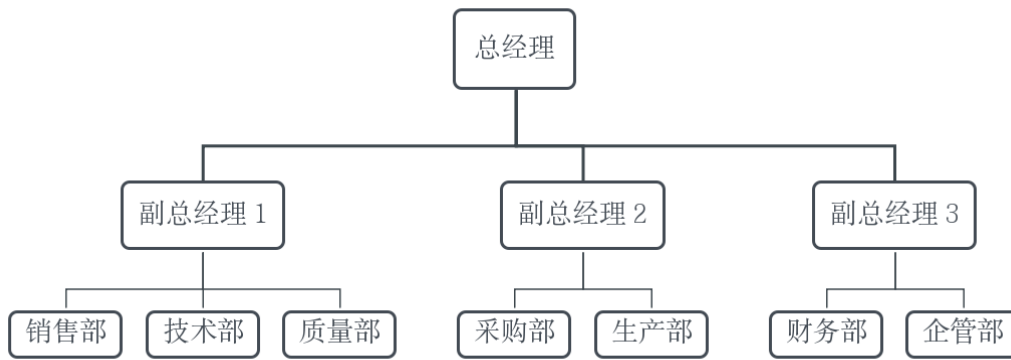 总经理
副总经理 1
副总经理 2
副总经理 3
销售部
技术部
质量部
采购部
生产部
财务部
企管部